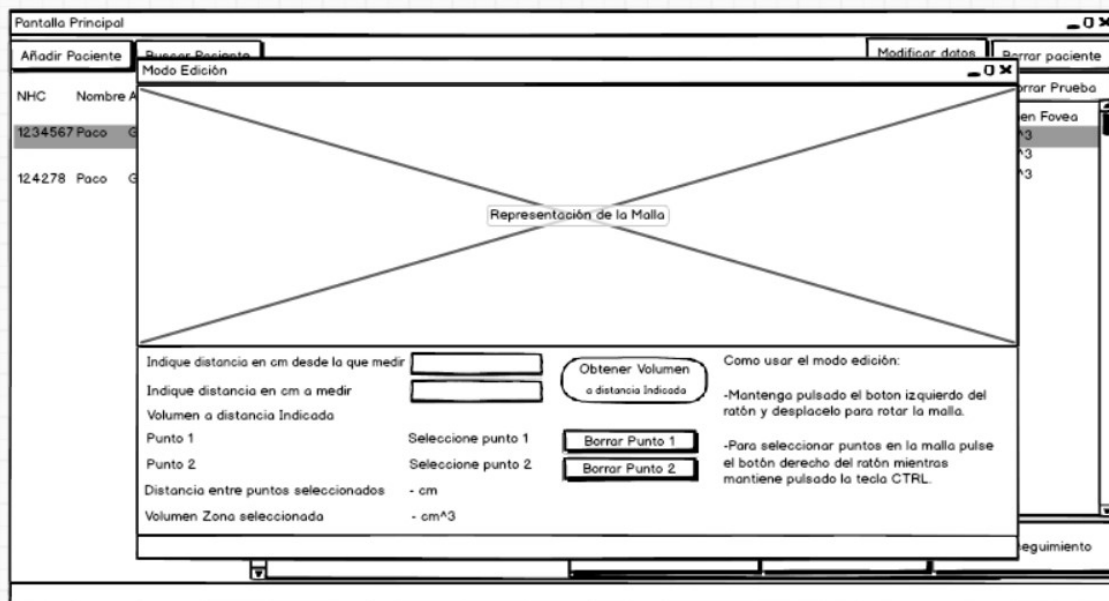 Pantalla Principal
Añadir Paciente
Modificar datos
Borrar paciente
Modo Edición
NHC Nombre
Prueba
Fovea
1234567 Paco G
^3
^3
124278 Paco G
^3
Representación de la Malla
Indique distancia en cm desde la que medir
Obtener Volumen
a distancia Indicada
Indique distancia en cm a medir
Volumen a distancia Indicada
Punto 1 Seleccione punto 1 Borrar Punto 1
Punto 2 Seleccione punto 2 Borrar Punto 2
Distancia entre puntos seleccionados - cm
Volumen Zona seleccionada - cm^3
Como usar el modo edición:
-Mantenga pulsado el boton izquierdo del
ratón y desplacelo para rotar la malla.
-Para seleccionar puntos en la malla pulse
el botón derecho del ratón mientras
mantiene pulsado la tecla CTRL.
eguimiento